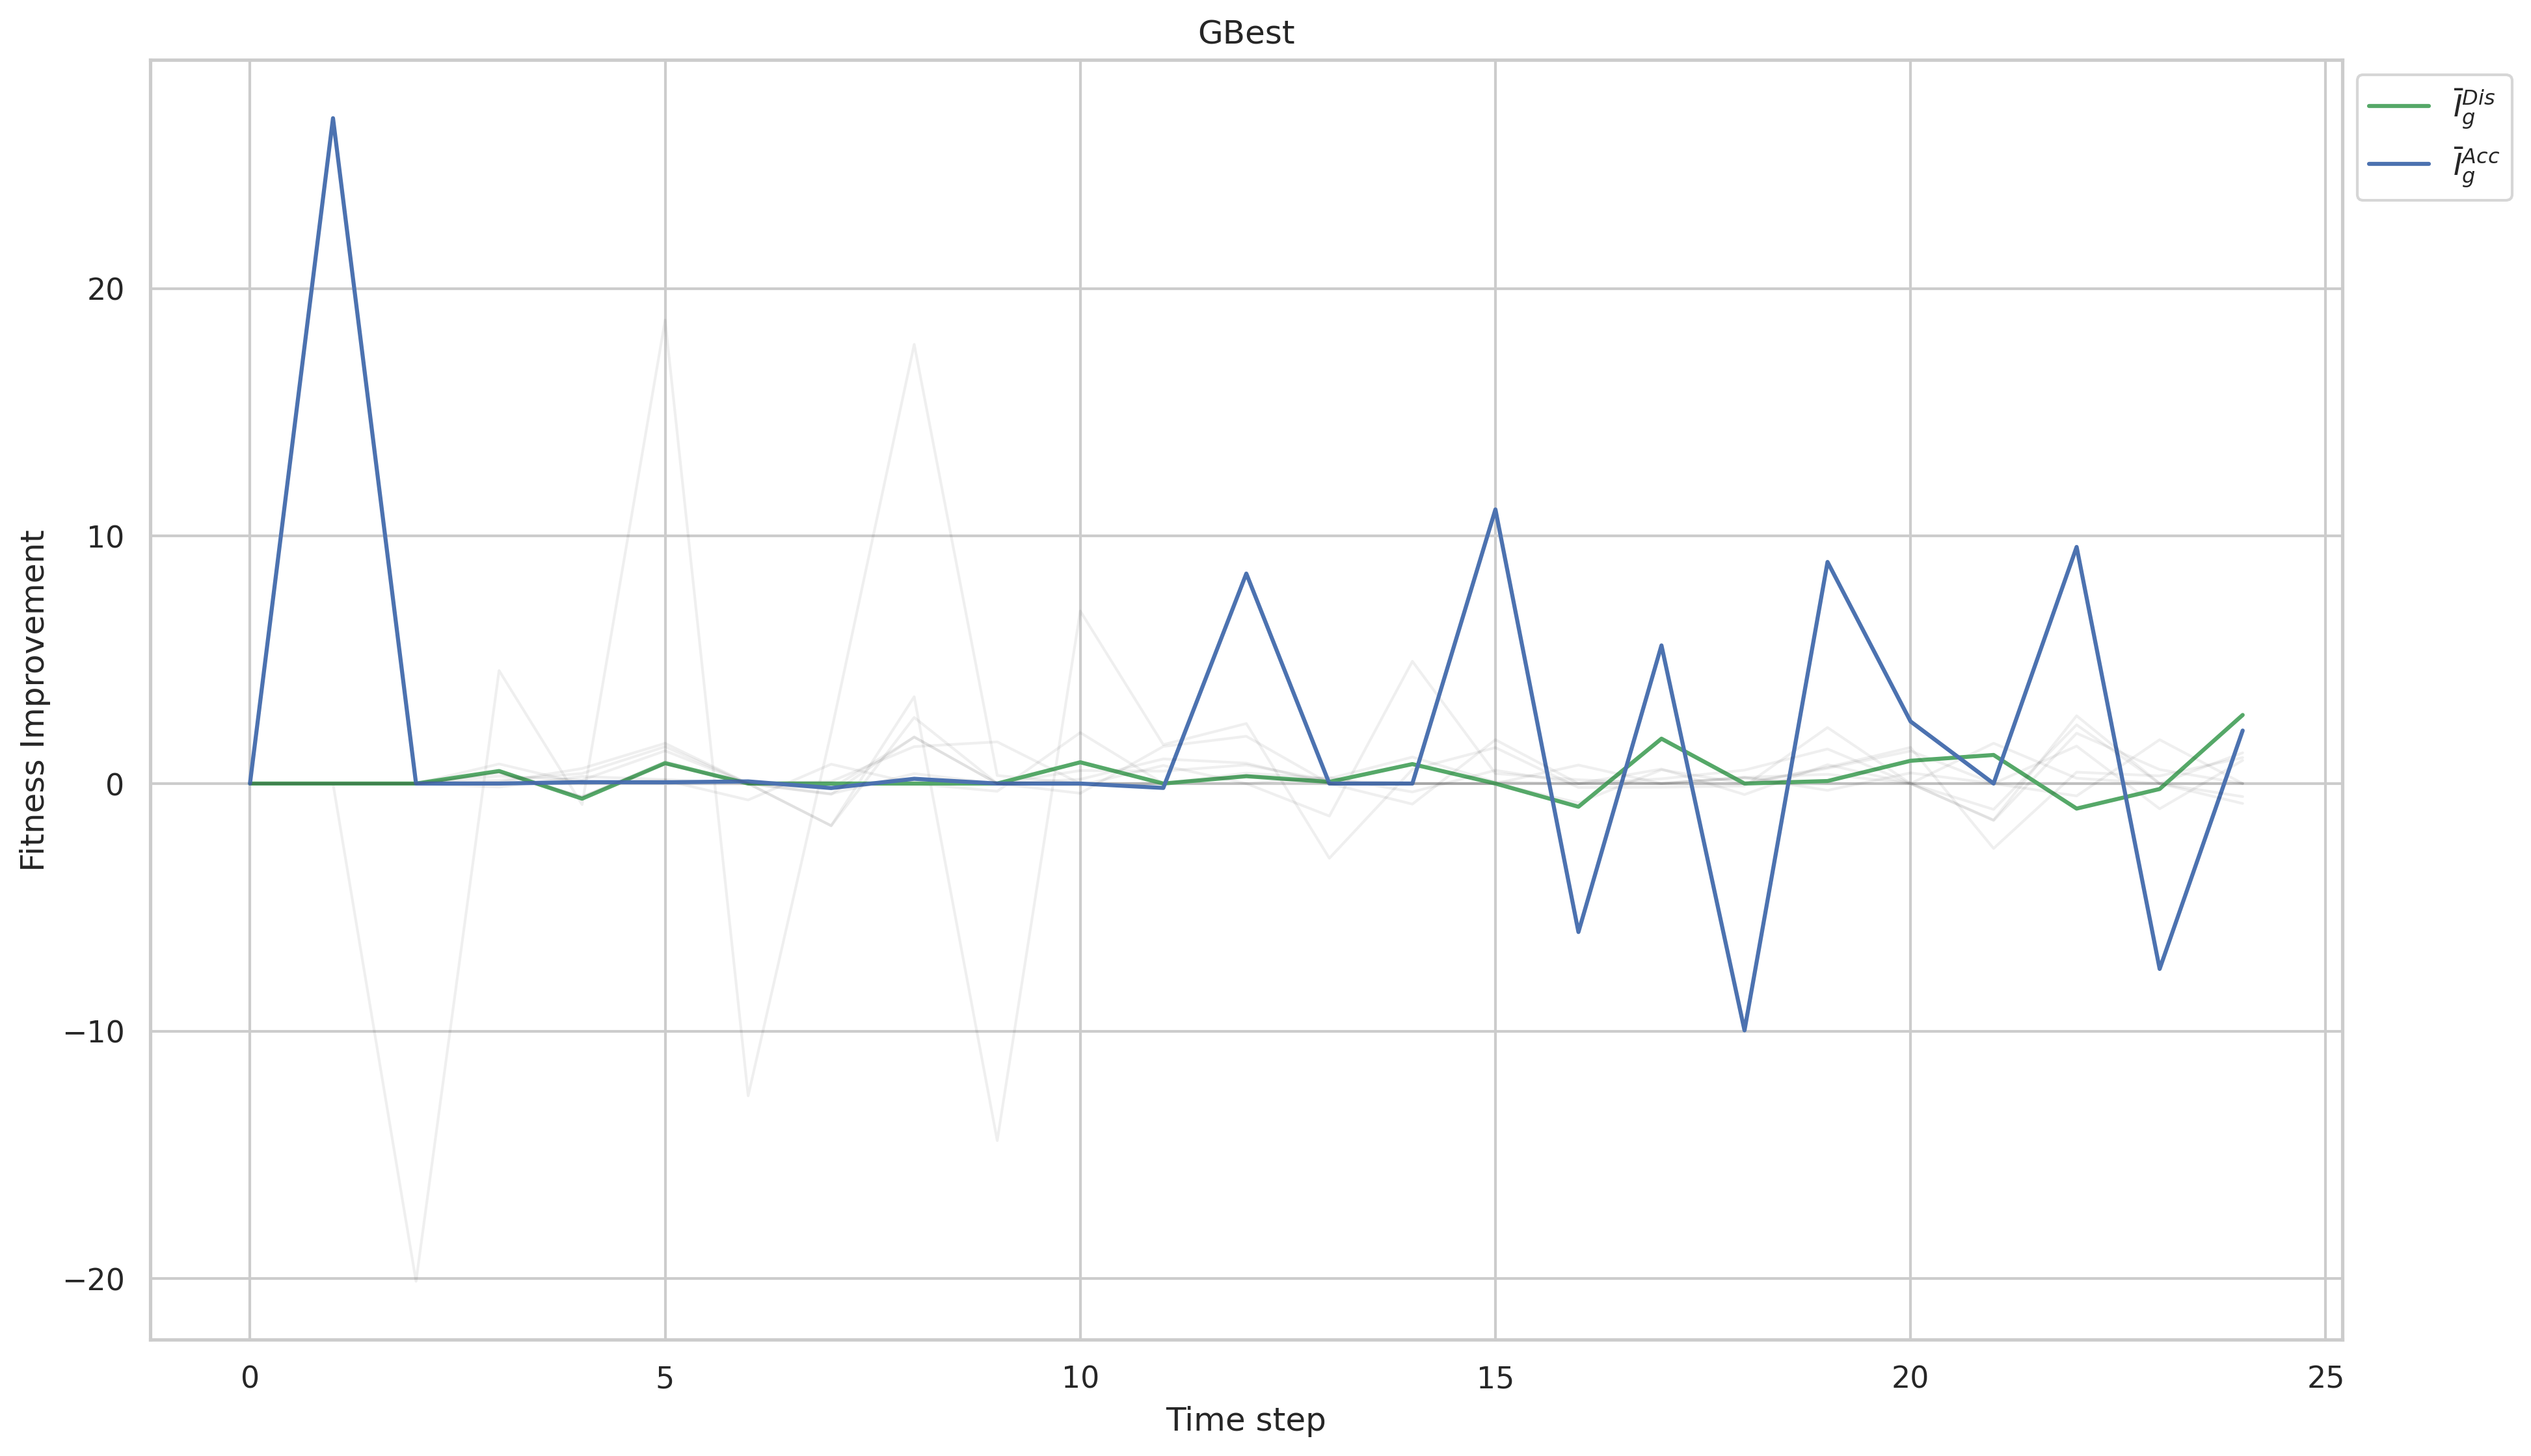 GBest
Fitness Improvement
20
10
0
−10
−20
0 5 10 15 20 25
Time step
Ī_g^Dis
Ī_g^Acc